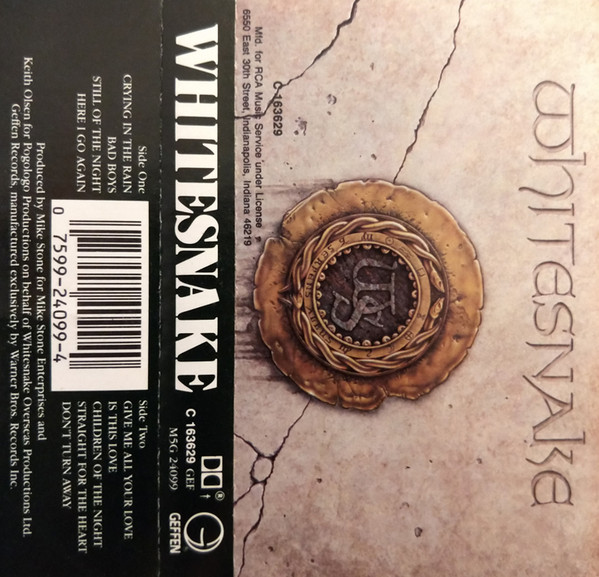 WHITESNAKE
Mfd. for RCA Music Service under License
6550 East 30th Street, Indianapolis, Indiana 46219
C-163629
WS
WHITESNAKE
C 163629 GEF
M5G 24099
GEFFEN
Side One
CRYING IN THE RAIN
BAD BOYS
STILL OF THE NIGHT
HERE I GO AGAIN
0 7599-24099-4
Side Two
GIVE ME ALL YOUR LOVE
IS THIS LOVE
CHILDREN OF THE NIGHT
STRAIGHT FOR THE HEART
DON'T TURN AWAY
Produced by Mike Stone for Mike Stone Enterprises and
Keith Olsen for Pogologo Productions on behalf of Whitesnake Overseas Productions Ltd.
Geffen Records, manufactured exclusively by Warner Bros. Records Inc.